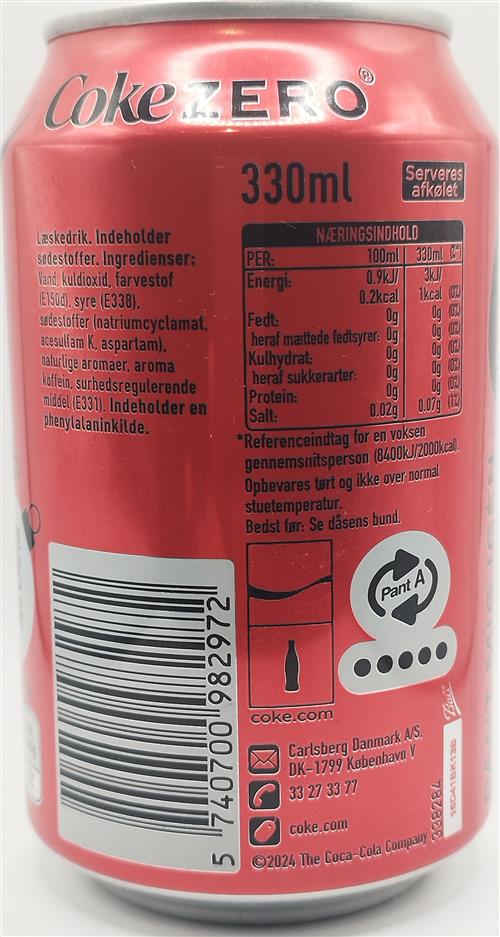 Coke ZERO®
330ml
Serveres
afkølet
Læskedrik. Indeholder
sødestoffer. Ingredienser:
Vand, kuldioxid, farvestof
(E150d), syre (E338),
sødestoffer (natriumcyclamat,
acesulfam K, aspartam),
naturlige aromaer, aroma
koffein, surhedsregulerende
middel (E331). Indeholder en
phenylalaninkilde.
NÆRINGSINDHOLD
PER: 100ml 330ml
Energi: 0.9kJ/ 3kJ/
0.2kcal 1kcal
Fedt: 0g 0g
heraf mættede fedtsyrer: 0g 0g
Kulhydrat: 0g 0g
heraf sukkerarter: 0g 0g
Protein: 0g 0g
Salt: 0.02g 0.07g
*Referenceindtag for en voksen
gennemsnitsperson (8400kJ/2000kcal).
Opbevares tørt og ikke over normal
stuetemperatur.
Bedst før: Se dåsens bund.
Pant A
coke.com
Carlsberg Danmark A/S,
DK-1799 København V
33 27 33 77
coke.com
©2024 The Coca-Cola Company
338284
Ball
5 740700 982972